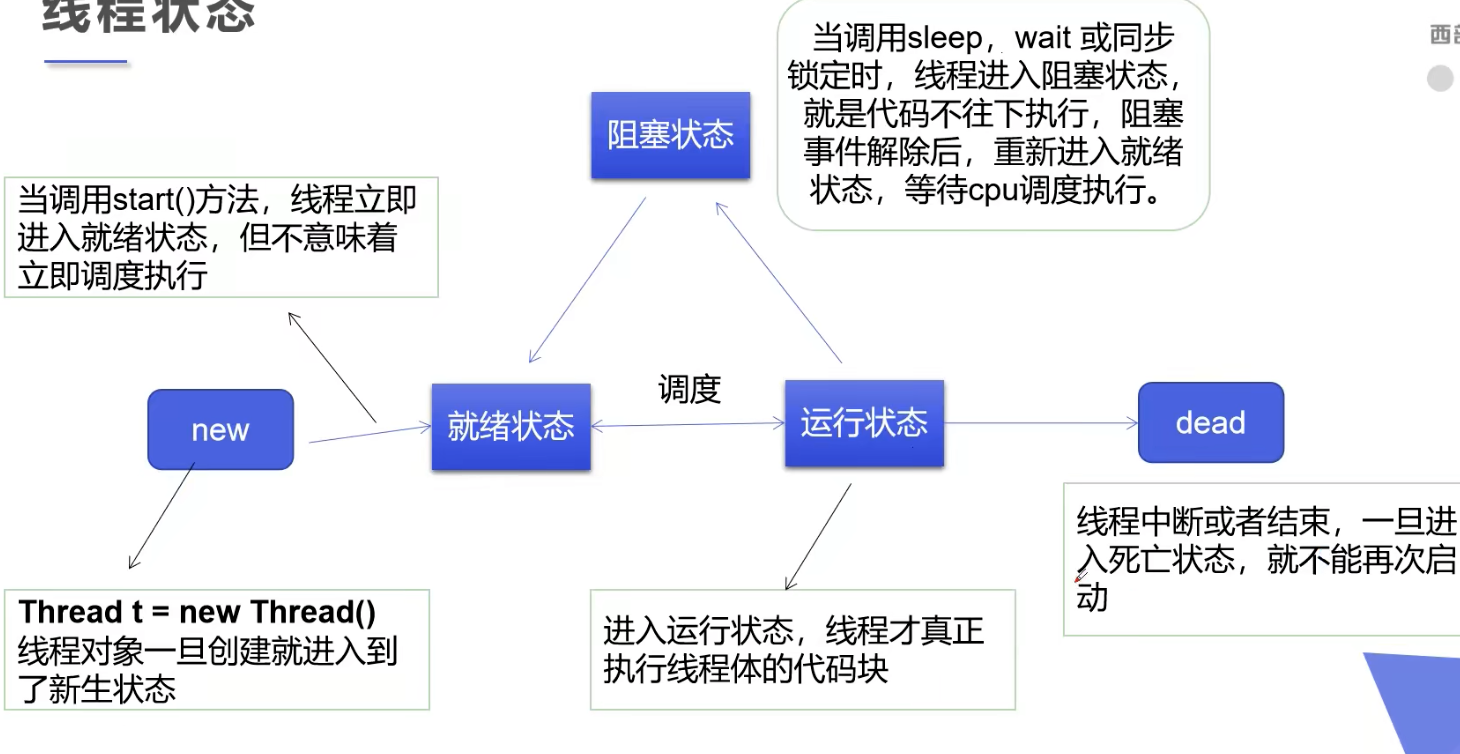 线程状态
当调用sleep，wait 或同步
锁定时，线程进入阻塞状态，
就是代码不往下执行，阻塞
事件解除后，重新进入就绪
状态，等待cpu调度执行。
西
阻塞状态
当调用start()方法，线程立即
进入就绪状态，但不意味着
立即调度执行
new
就绪状态
调度
运行状态
dead
线程中断或者结束，一旦进
入死亡状态，就不能再次启
动
Thread t = new Thread()
线程对象一旦创建就进入到
了新生状态
进入运行状态，线程才真正
执行线程体的代码块